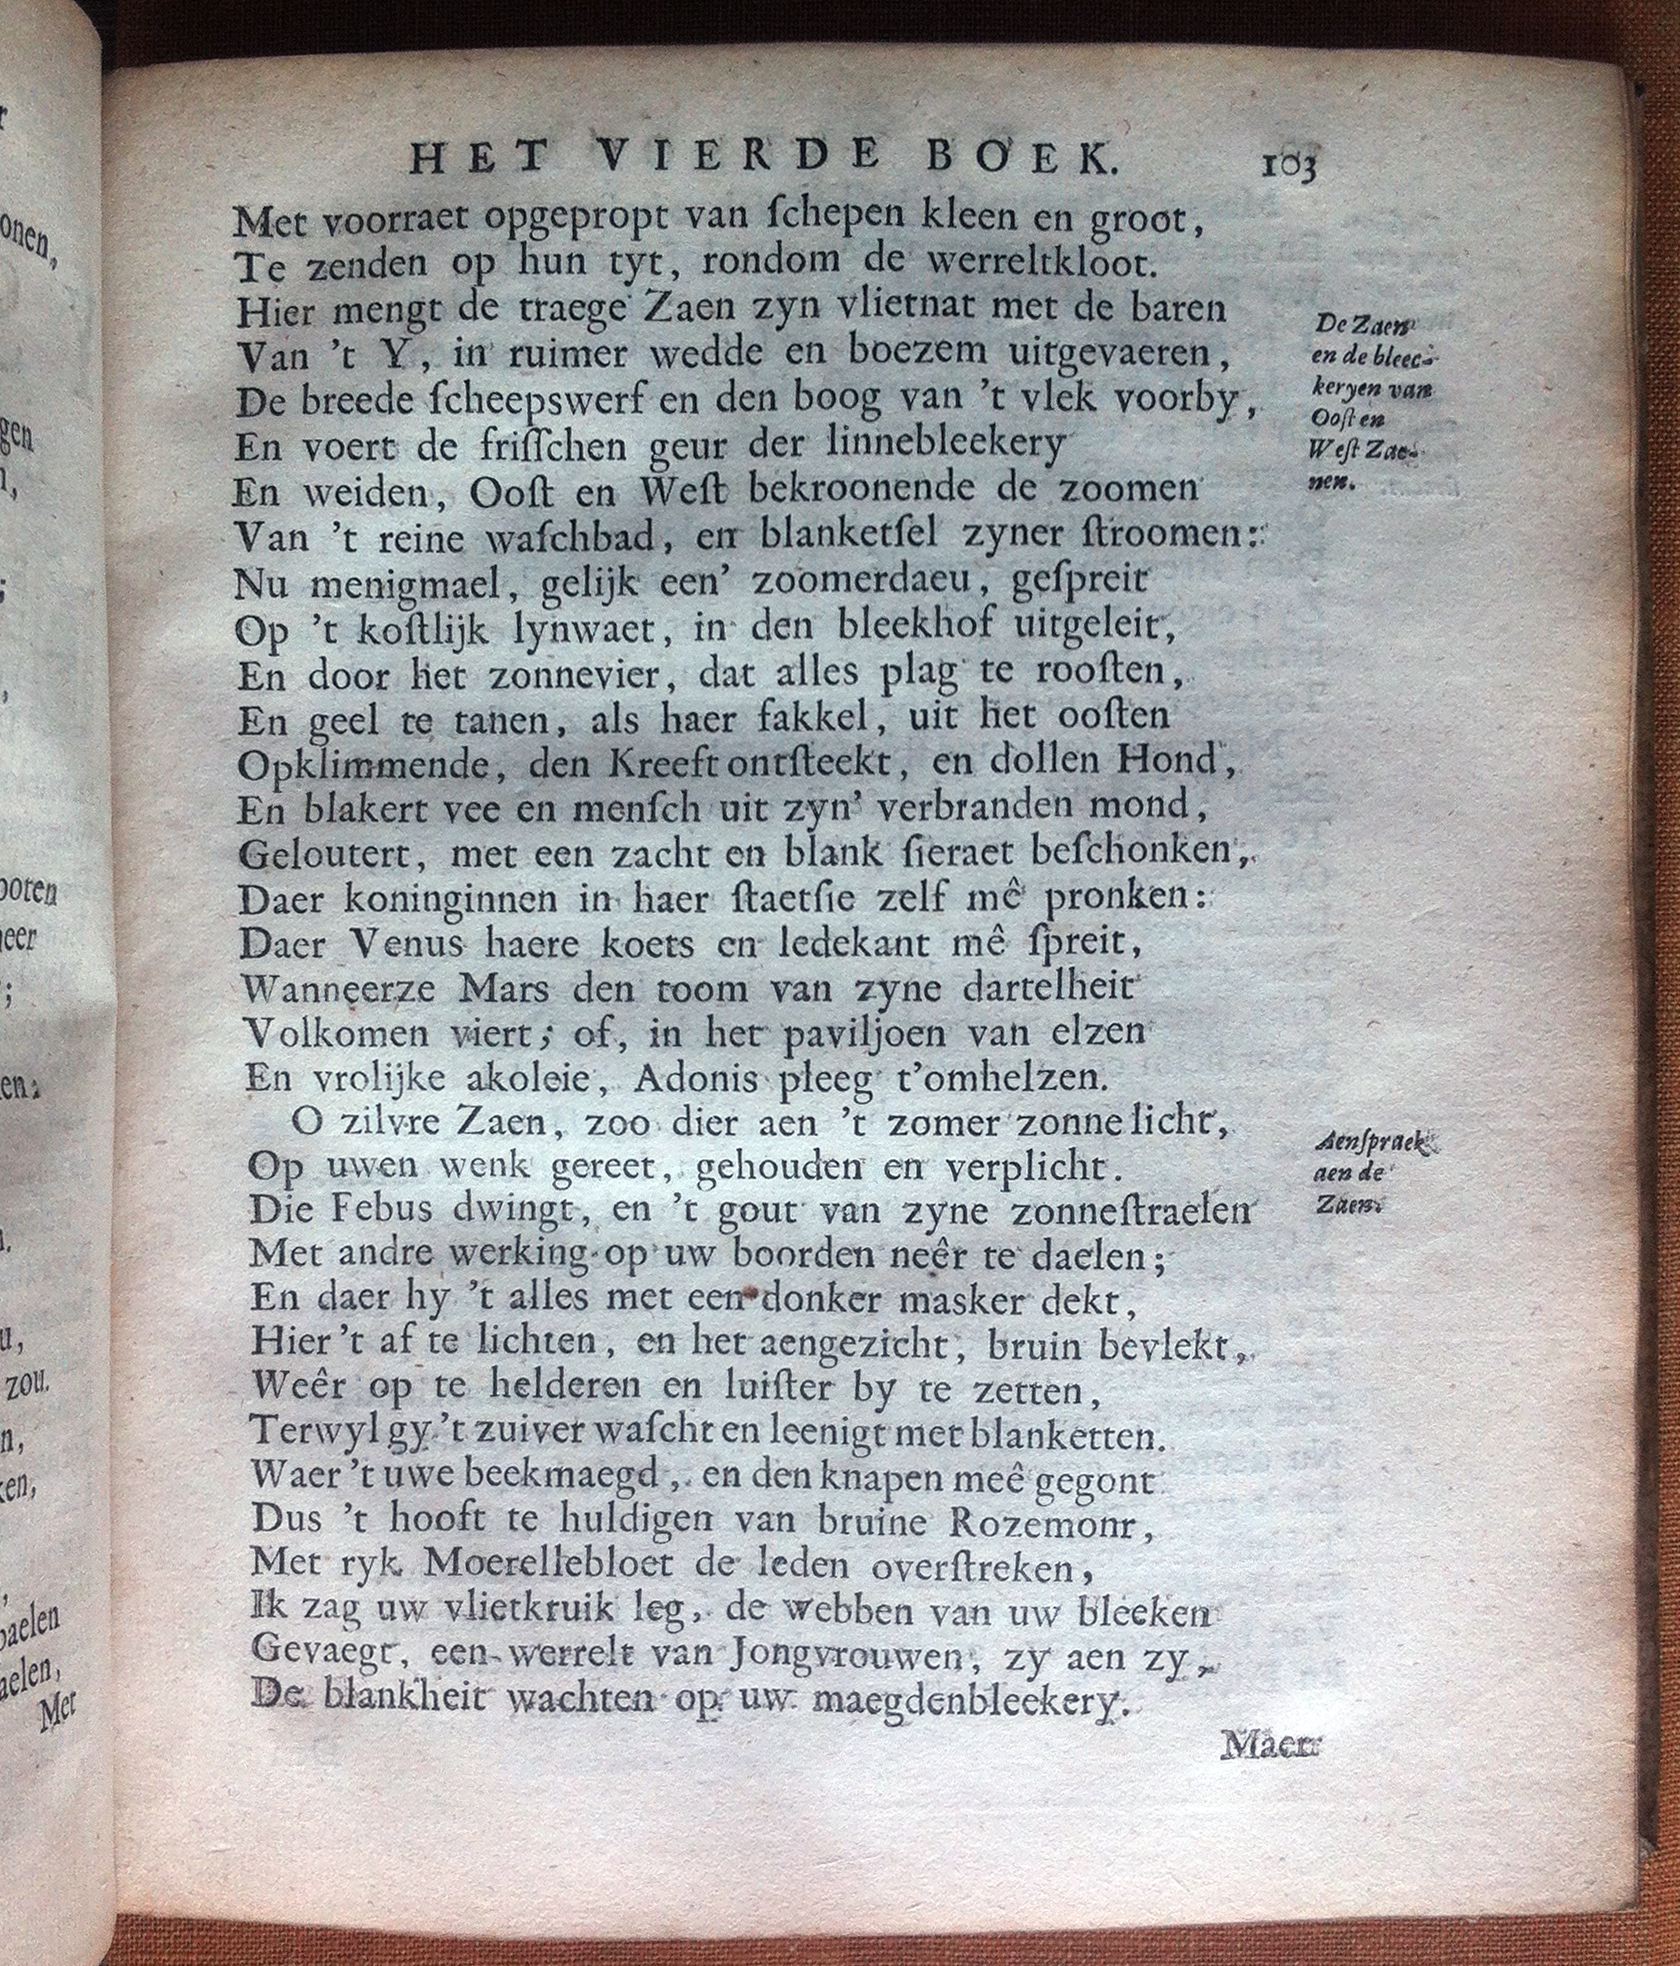 HET VIERDE BOEK. 103
Met voorraet opgepropt van ſchepen kleen en groot,
Te zenden op hun tyt, rondom de werreltkloot.
Hier mengt de traege Zaen zyn vlietnat met de baren
Van 't Y, in ruimer wedde en boezem uitgevaeren,
De breede ſcheepswerf en den boog van 't vlek voorby,
En voert de friſſchen geur der linnebleekery
En weiden, Ooſt en Weſt bekroonende de zoomen
Van 't reine waſchbad, en blanketſel zyner ſtroomen:
Nu menigmael, gelijk een' zoomerdaeu, geſpreit
Op 't koſtlijk lynwaet, in den bleekhof uitgeleit,
En door het zonnevier, dat alles plag te rooſten,
En geel te tanen, als haer fakkel, uit het ooſten
Opklimmende, den Kreeft ontſteekt, en dollen Hond,
En blakert vee en menſch uit zyn' verbranden mond,
Geloutert, met een zacht en blank ſieraet beſchonken,
Daer koninginnen in haer ſtaetſie zelf mê pronken:
Daer Venus haere koets en ledekant mê ſpreit,
Wanneerze Mars den toom van zyne dartelheit
Volkomen viert; of, in het paviljoen van elzen
En vrolijke akoleie, Adonis pleeg t'omhelzen.
O zilvre Zaen, zoo dier aen 't zomer zonnelicht,
Op uwen wenk gereet, gehouden en verplicht.
Die Febus dwingt, en 't gout van zyne zonneſtraelen
Met andre werking op uw boorden neêr te daelen;
En daer hy 't alles met een donker masker dekt,
Hier 't af te lichten, en het aengezicht, bruin bevlekt,
Weêr op te helderen en luiſter by te zetten,
Terwyl gy 't zuiver waſcht en leenigt met blanketten.
Waer 't uwe beekmaegd, en den knapen meê gegont
Dus 't hooft te huldigen van bruine Rozemont,
Met ryk Moerellebloet de leden overſtreken,
Ik zag uw vlietkruik leg, de webben van uw bleeken
Gevaegt, een werrelt van Jongvrouwen, zy aen zy,
De blankheit wachten op uw maegdenbleekery.
Maer
De Zaen
en de bleec-
keryen van
Ooſt en
Weſt Zae-
nen.
Aenſpraek
aen de
Zaen.
onen,
gen
poten
neer
;
en:
zou.
n,
ken,
paelen
aelen,
Met